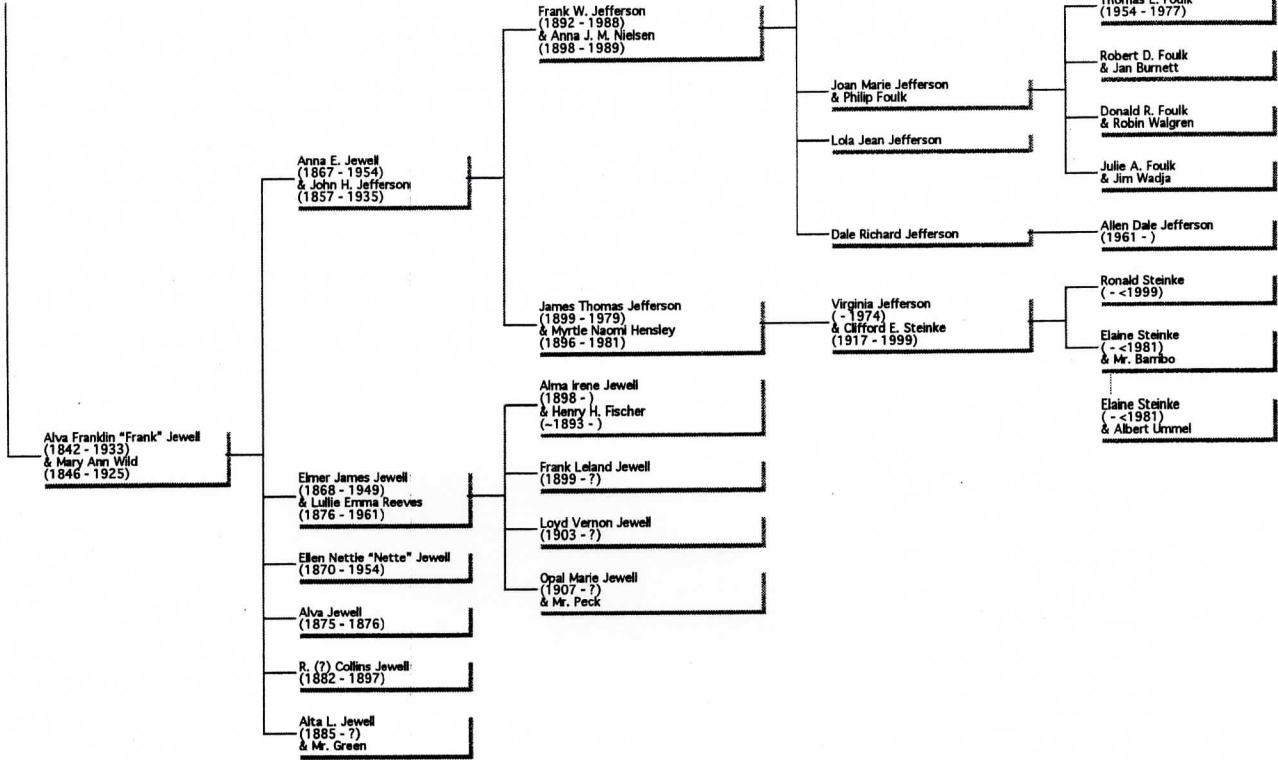 Alva Franklin "Frank" Jewell
(1842 - 1933)
& Mary Ann Wild
(1846 - 1925)
Anna E. Jewell
(1867 - 1954)
& John H. Jefferson
(1857 - 1935)
Elmer James Jewell
(1868 - 1949)
& Lullie Emma Reeves
(1876 - 1961)
Ellen Nettie "Nette" Jewell
(1870 - 1954)
Alva Jewell
(1875 - 1876)
R. (?) Collins Jewell
(1882 - 1897)
Alta L. Jewell
(1885 - ?)
& Mr. Green
Frank W. Jefferson
(1892 - 1988)
& Anna J. M. Nielsen
(1898 - 1989)
James Thomas Jefferson
(1899 - 1979)
& Myrtle Naomi Hensley
(1896 - 1981)
Alma Irene Jewell
(1898 - )
& Henry H. Fischer
(~1893 - )
Frank Leland Jewell
(1899 - ?)
Loyd Vernon Jewell
(1903 - ?)
Opal Marie Jewell
(1907 - ?)
& Mr. Peck
Joan Marie Jefferson
& Philip Foulk
Lola Jean Jefferson
Dale Richard Jefferson
Virginia Jefferson
( - 1974)
& Clifford E. Steinke
(1917 - 1999)
Thomas E. Foulk
(1954 - 1977)
Robert D. Foulk
& Jan Burnett
Donald R. Foulk
& Robin Walgren
Julie A. Foulk
& Jim Wadja
Allen Dale Jefferson
(1961 - )
Ronald Steinke
( - <1999)
Elaine Steinke
( - <1981)
& Mr. Barribo
Elaine Steinke
( - <1981)
& Albert Ummel